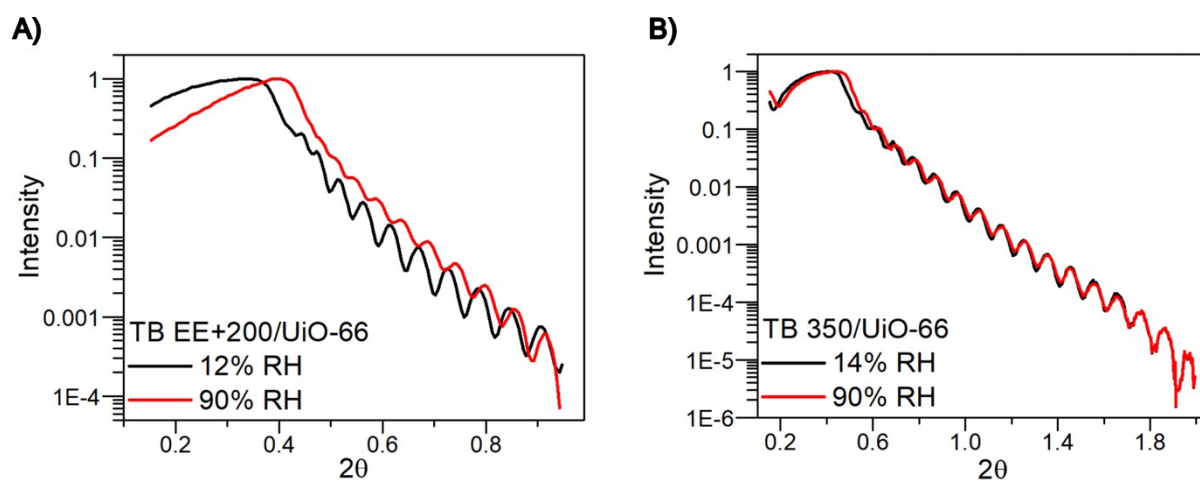 A)
1
0.1
0.01
0.001
1E-4
Intensity
TB EE+200/UiO-66
12% RH
90% RH
0.2
0.4
0.6
0.8
2θ
B)
1
0.1
0.01
0.001
1E-4
1E-5
1E-6
Intensity
TB 350/UiO-66
14% RH
90% RH
0.2
0.6
1.0
1.4
1.8
2θ